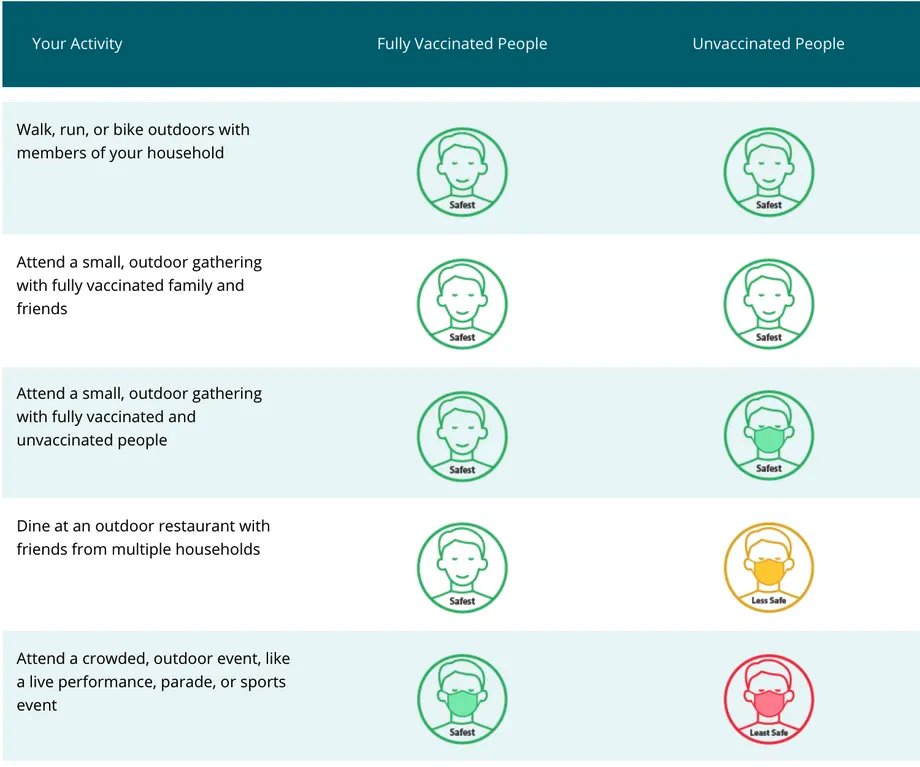 Your Activity
Fully Vaccinated People
Unvaccinated People
Walk, run, or bike outdoors with
members of your household
Safest
Safest
Attend a small, outdoor gathering
with fully vaccinated family and
friends
Safest
Safest
Attend a small, outdoor gathering
with fully vaccinated and
unvaccinated people
Safest
Safest
Dine at an outdoor restaurant with
friends from multiple households
Safest
Less Safe
Attend a crowded, outdoor event, like
a live performance, parade, or sports
event
Safest
Least Safe